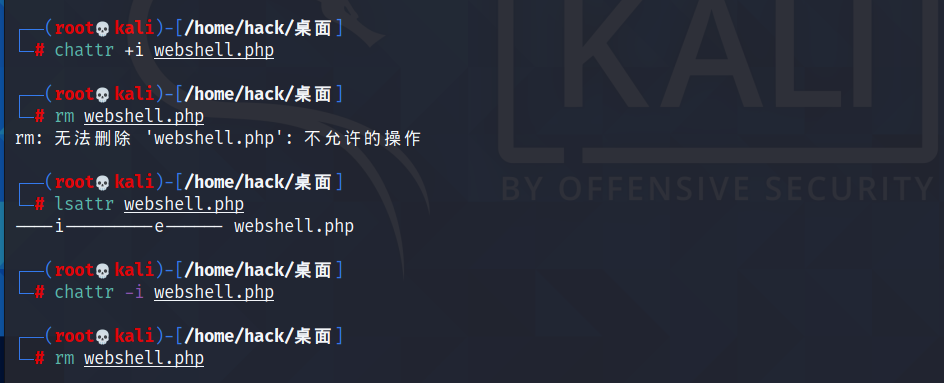 ┌──(root💀kali)-[/home/hack/桌面]
└─# chattr +i webshell.php
┌──(root💀kali)-[/home/hack/桌面]
└─# rm webshell.php
rm: 无法删除 'webshell.php': 不允许的操作
┌──(root💀kali)-[/home/hack/桌面]
└─# lsattr webshell.php
----i---------e------- webshell.php
┌──(root💀kali)-[/home/hack/桌面]
└─# chattr -i webshell.php
┌──(root💀kali)-[/home/hack/桌面]
└─# rm webshell.php
KALI
BY OFFENSIVE SECURITY